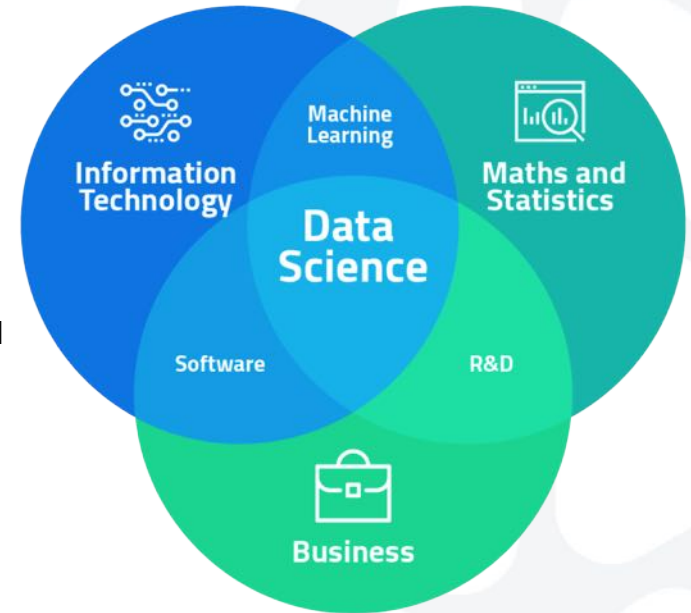 Machine
Learning
Information
Technology
Maths and
Statistics
Data
Science
Software
R&D
Business